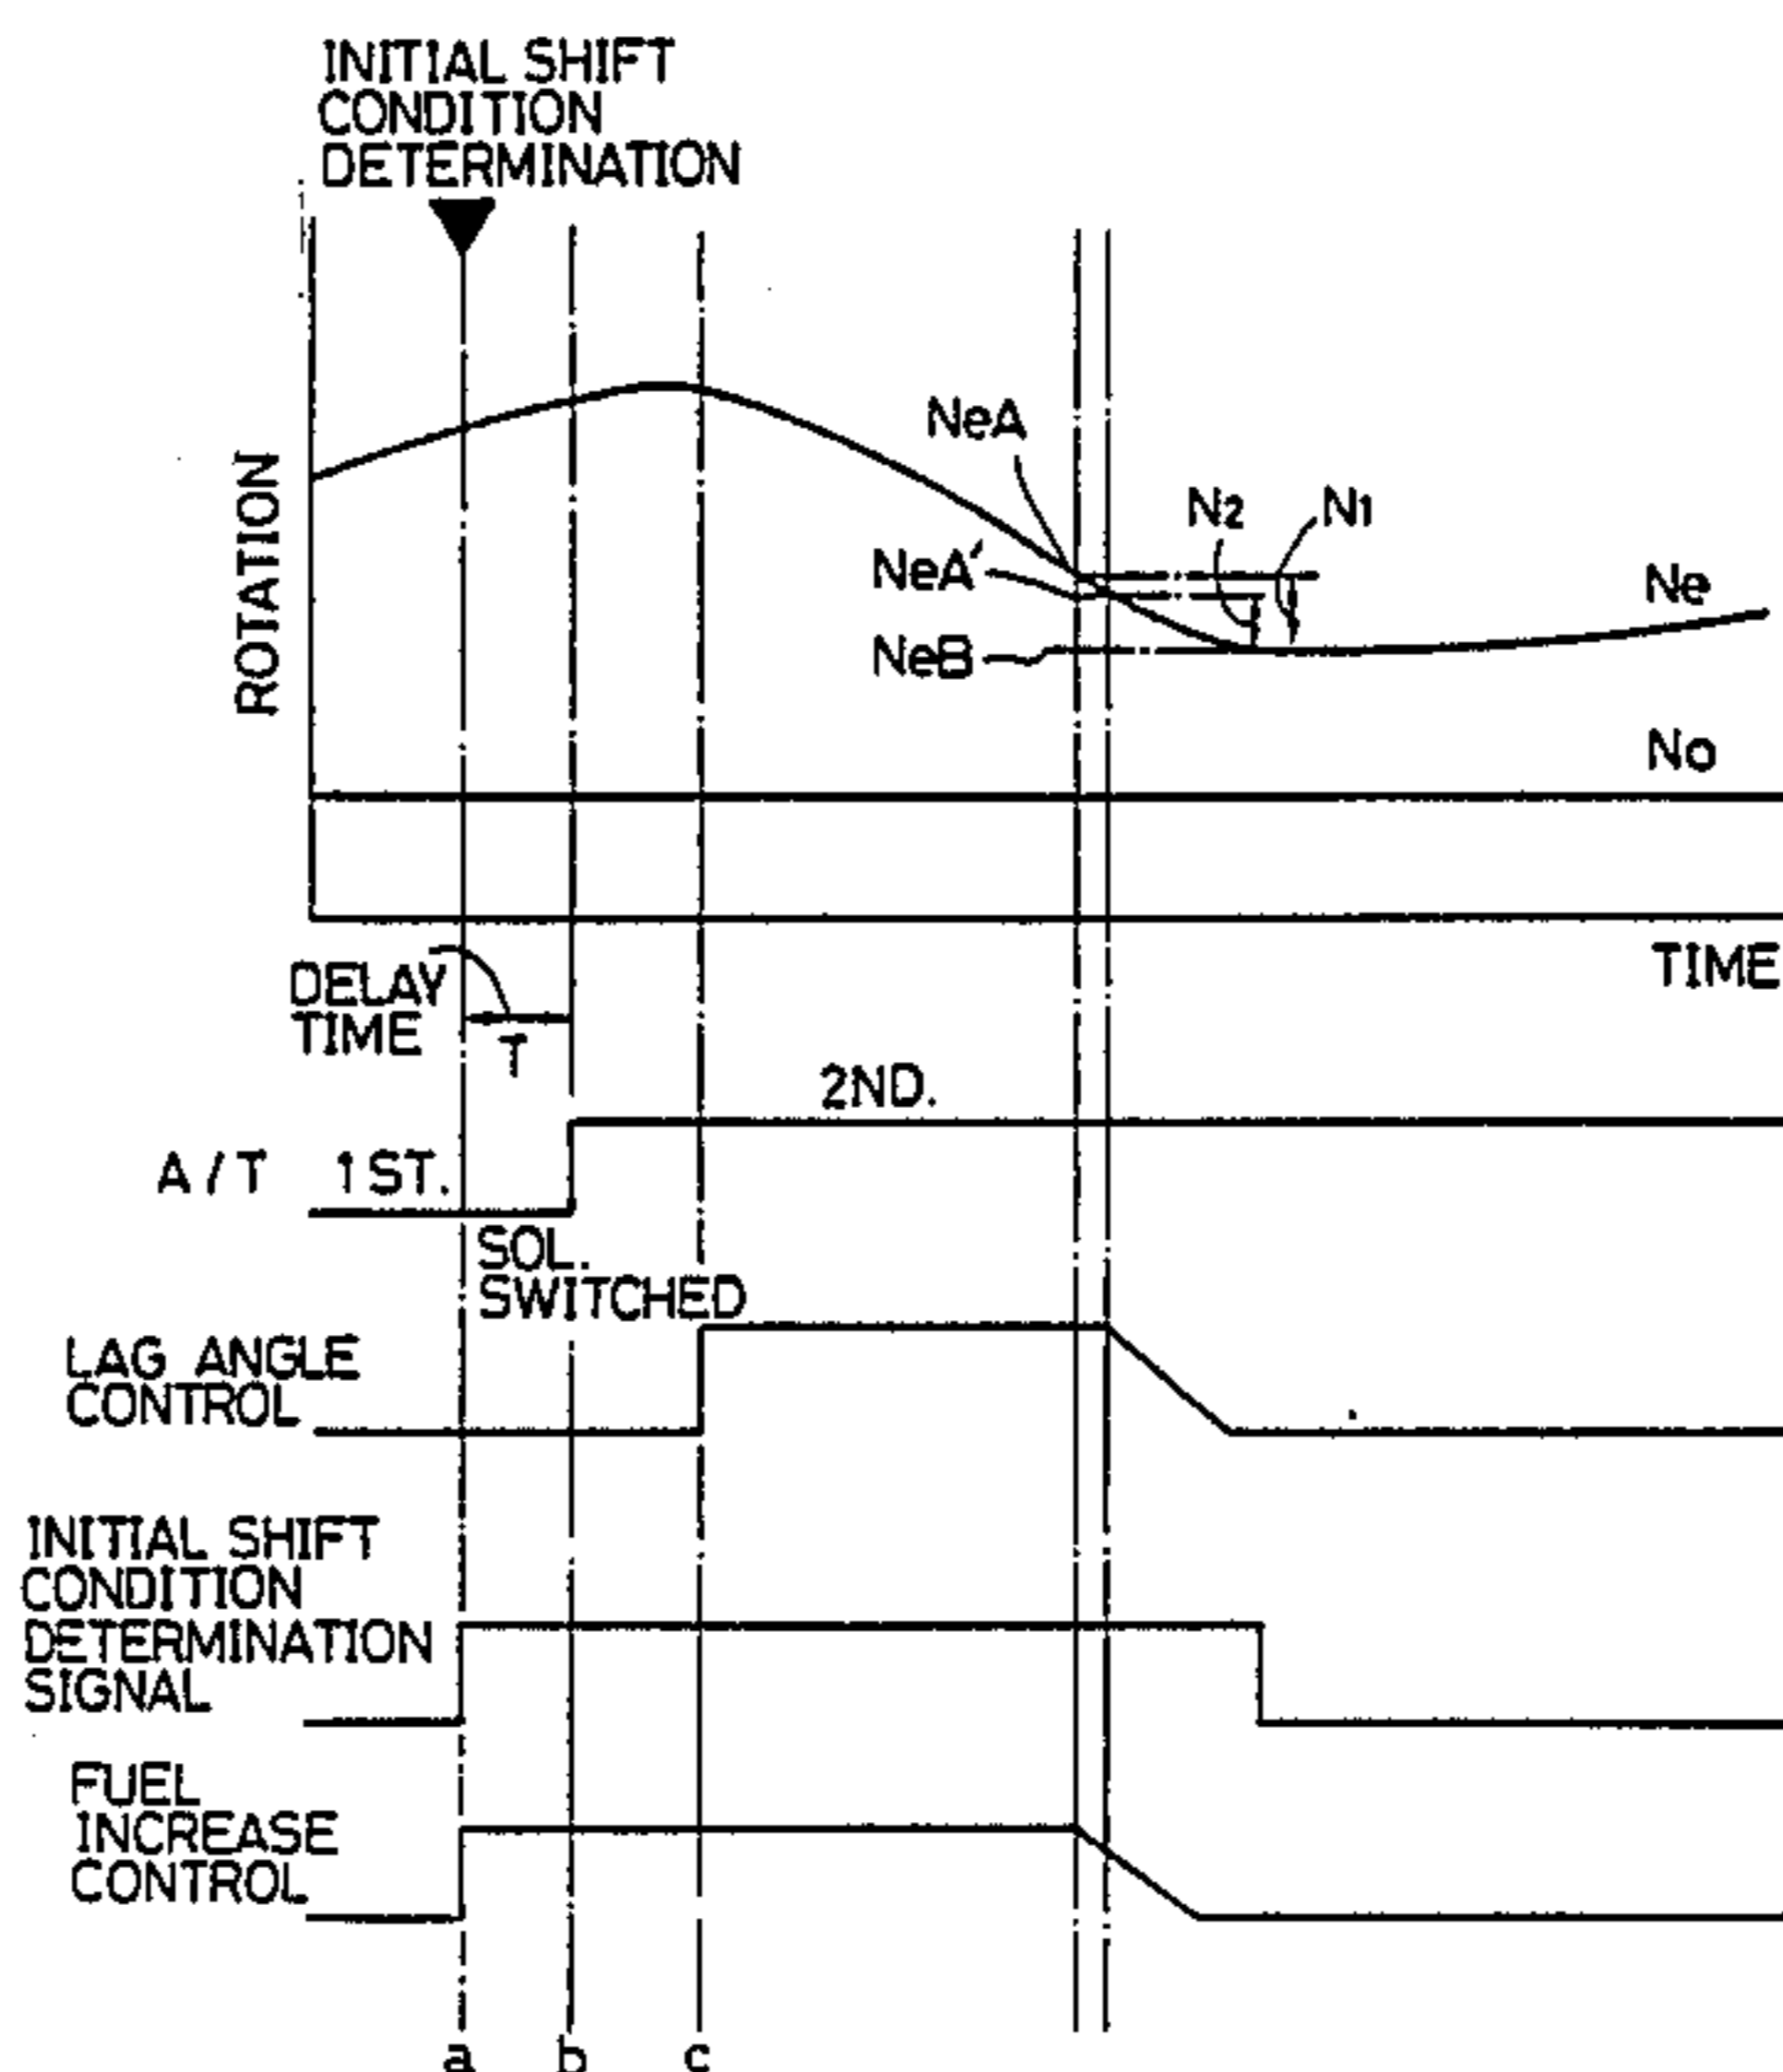 INITIAL SHIFT
CONDITION
DETERMINATION
ROTATION
NeA
N2
N1
NeA'
Ne
NeB
No
TIME
DELAY
TIME
T
2ND.
A/T 1ST.
SOL.
SWITCHED
LAG ANGLE
CONTROL
INITIAL SHIFT
CONDITION
DETERMINATION
SIGNAL
FUEL
INCREASE
CONTROL
a b c